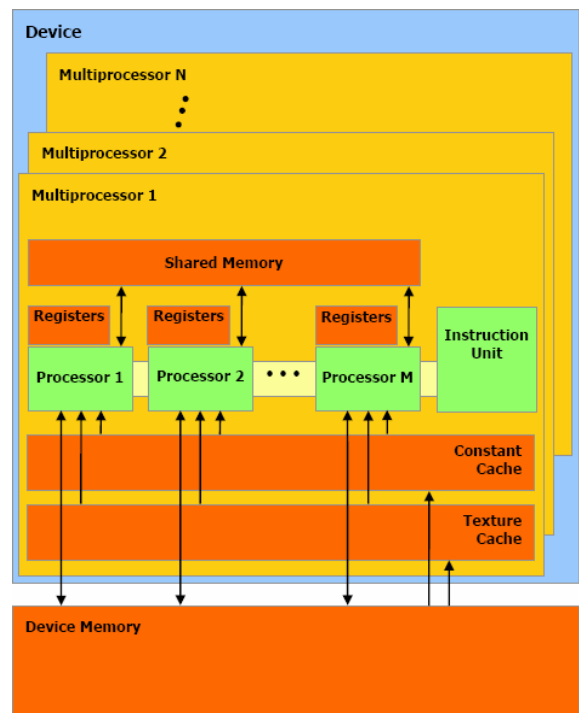 Device
Multiprocessor N
Multiprocessor 2
Multiprocessor 1
Shared Memory
Registers
Registers
Registers
Instruction
Unit
Processor 1
Processor 2
• • •
Processor M
Constant
Cache
Texture
Cache
Device Memory